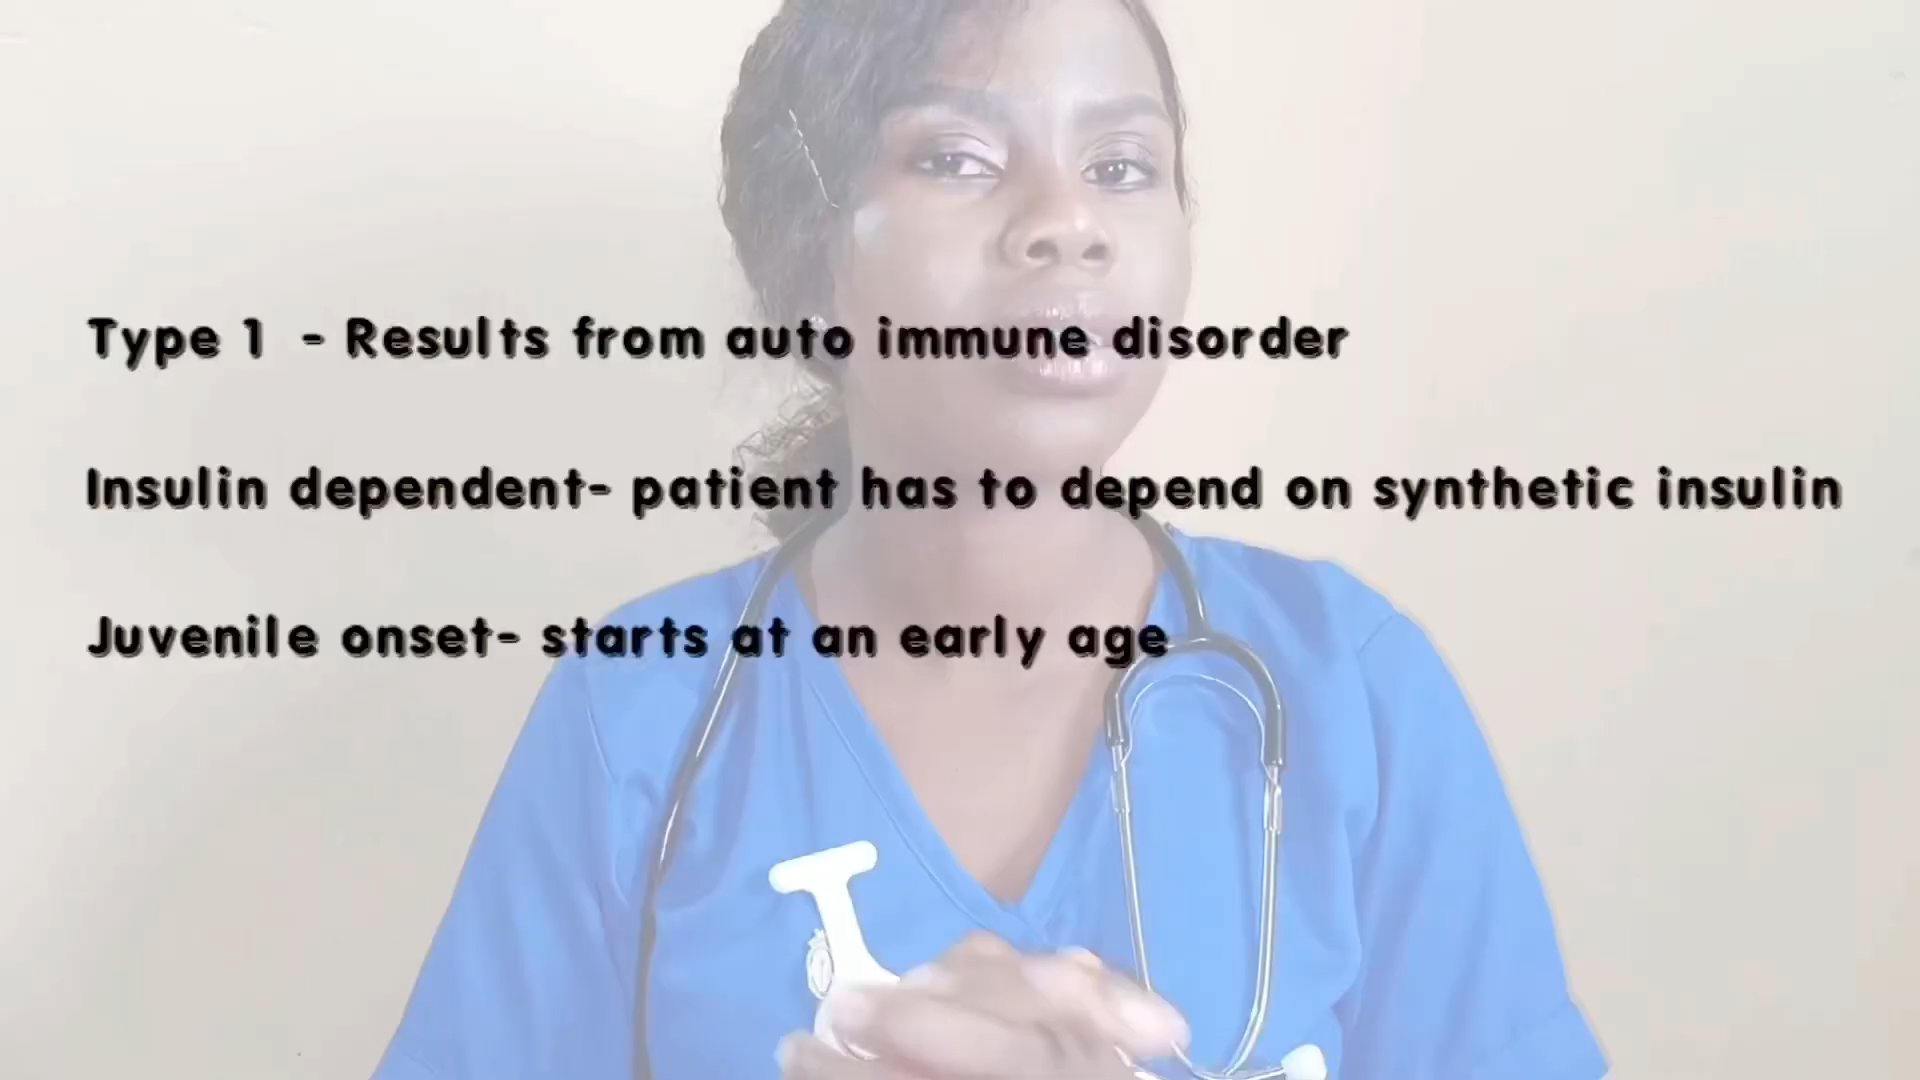 Type 1 - Results from auto immune disorder
Insulin dependent- patient has to depend on synthetic insulin
Juvenile onset- starts at an early age